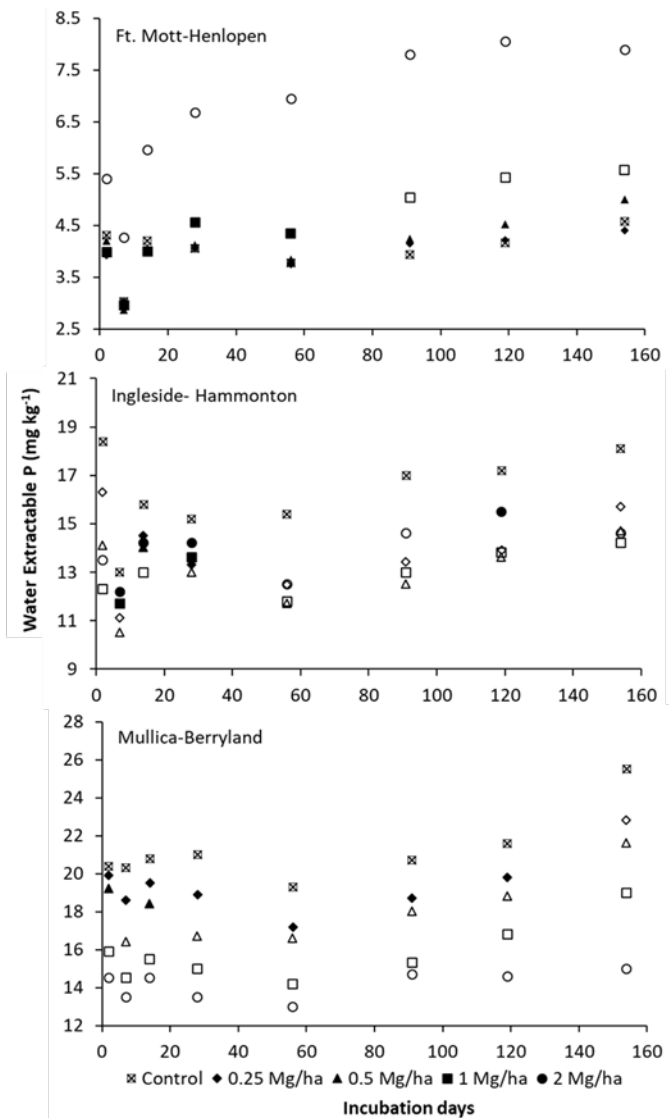 8.5
Ft. Mott-Henlopen
7.5
6.5
5.5
4.5
3.5
2.5
0 20 40 60 80 100 120 140 160
21
Ingleside- Hammonton
19
17
15
13
11
9
0 20 40 60 80 100 120 140 160
Water Extractable P (mg kg⁻¹)
28
Mullica-Berryland
26
24
22
20
18
16
14
12
0 20 40 60 80 100 120 140 160
Control 0.25 Mg/ha 0.5 Mg/ha 1 Mg/ha 2 Mg/ha
Incubation days